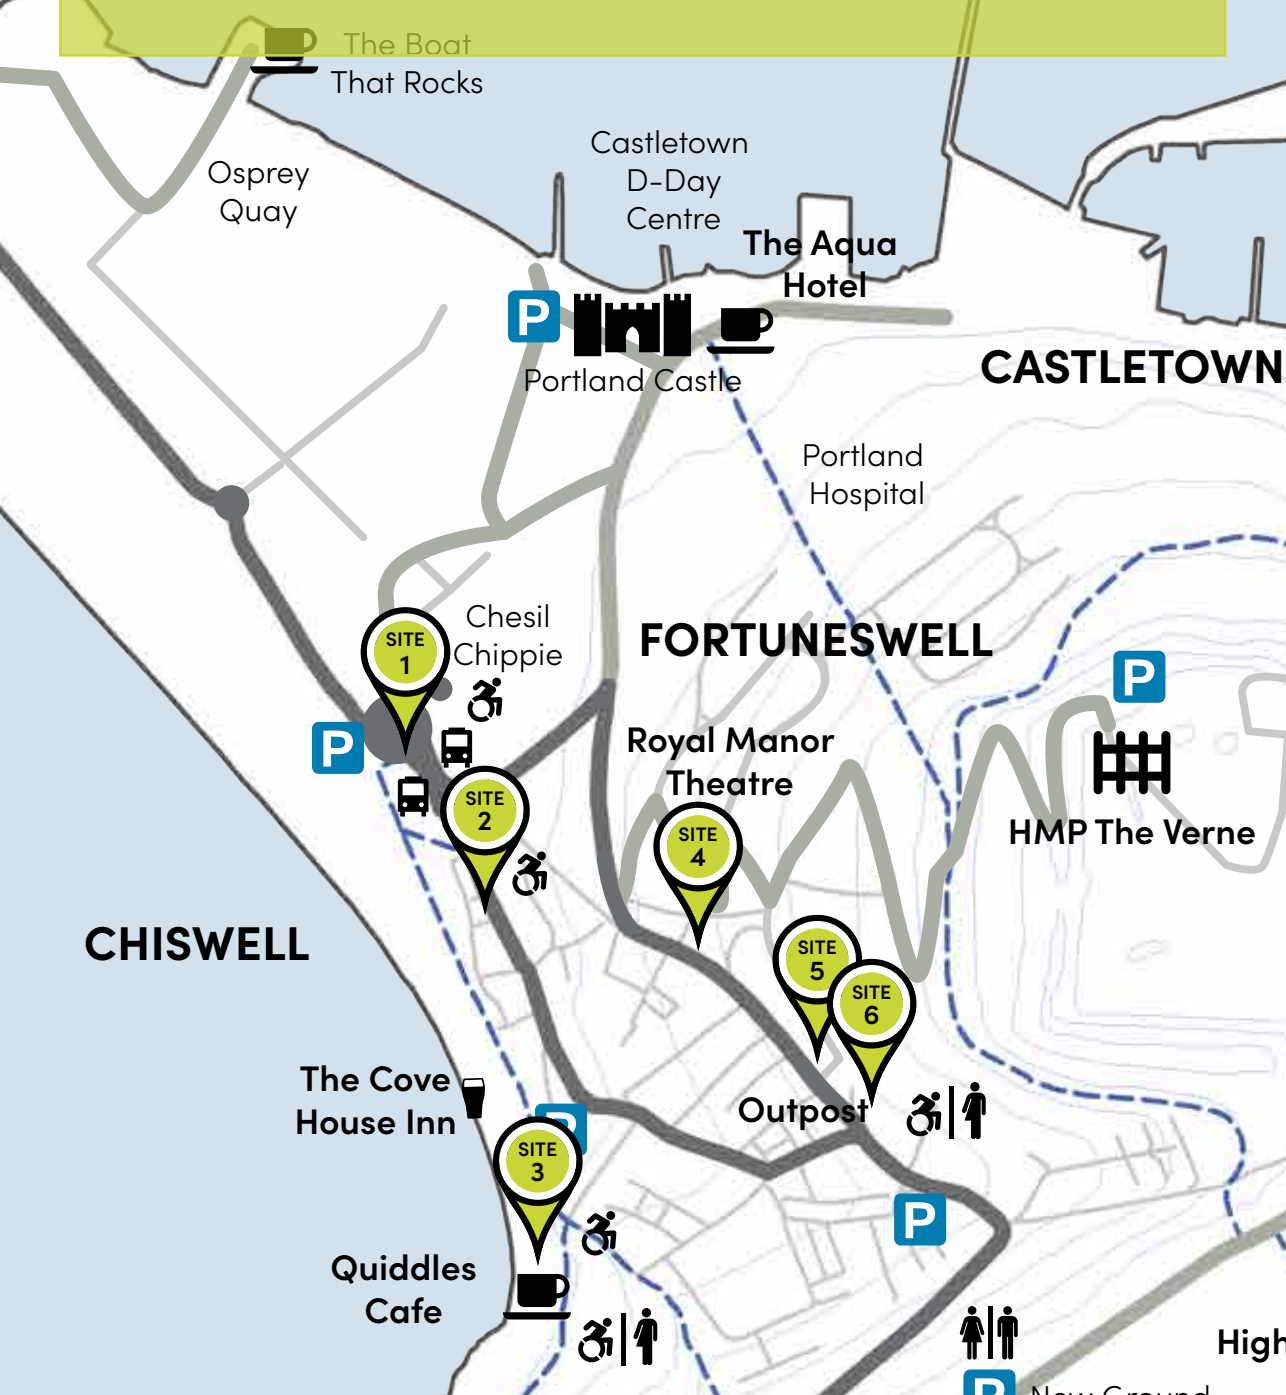 The Boat
That Rocks
Osprey
Quay
Castletown
D-Day
Centre
The Aqua
Hotel
P
Portland Castle
CASTLETOWN
Portland
Hospital
Chesil
Chippie
SITE
1
FORTUNESWELL
P
P
Royal Manor
Theatre
SITE
2
SITE
4
HMP The Verne
CHISWELL
SITE
5
SITE
6
The Cove
House Inn
Outpost
P
SITE
3
P
Quiddles
Cafe
High
P
New Ground